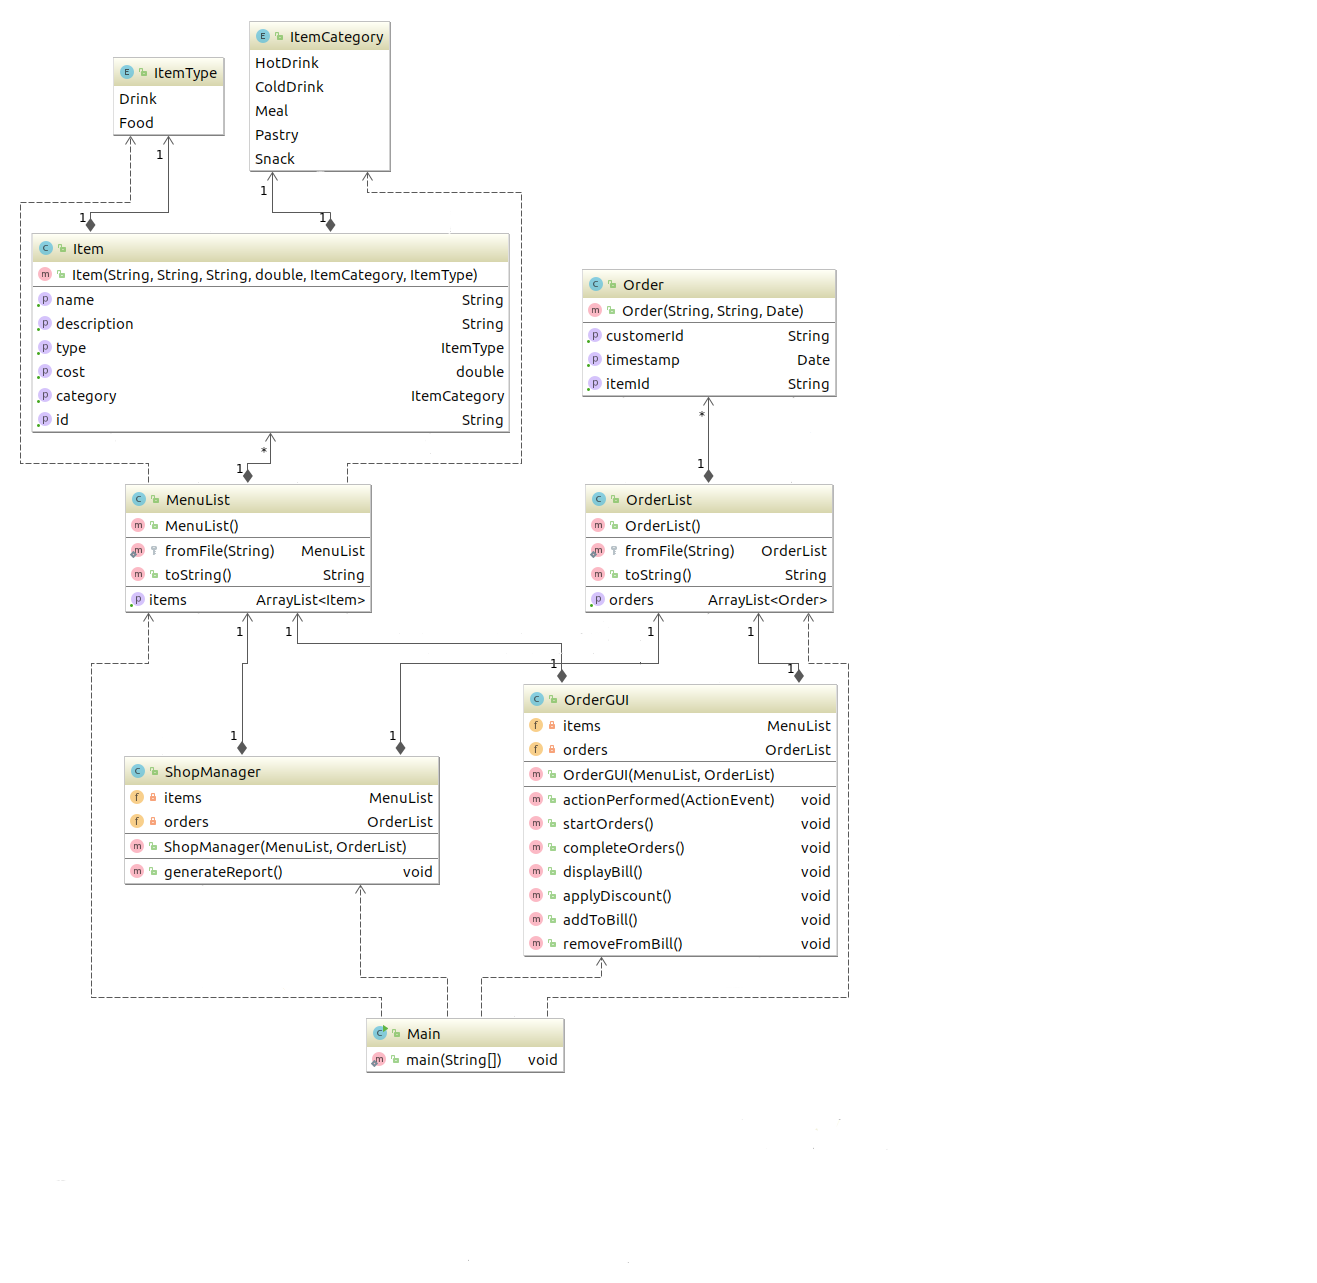 ItemCategory
HotDrink
ColdDrink
Meal
Pastry
Snack
ItemType
Drink
Food
1
1
1
1
Item
Item(String, String, String, double, ItemCategory, ItemType)
name String
description String
type ItemType
cost double
category ItemCategory
id String
Order
Order(String, String, Date)
customerId String
timestamp Date
itemId String
*
1
*
1
MenuList
MenuList()
fromFile(String) MenuList
toString() String
items ArrayList<Item>
OrderList
OrderList()
fromFile(String) OrderList
toString() String
orders ArrayList<Order>
1
1
1
1
1
1
1
1
OrderGUI
items MenuList
orders OrderList
OrderGUI(MenuList, OrderList)
actionPerformed(ActionEvent) void
startOrders() void
completeOrders() void
displayBill() void
applyDiscount() void
addToBill() void
removeFromBill() void
ShopManager
items MenuList
orders OrderList
ShopManager(MenuList, OrderList)
generateReport() void
Main
main(String[]) void